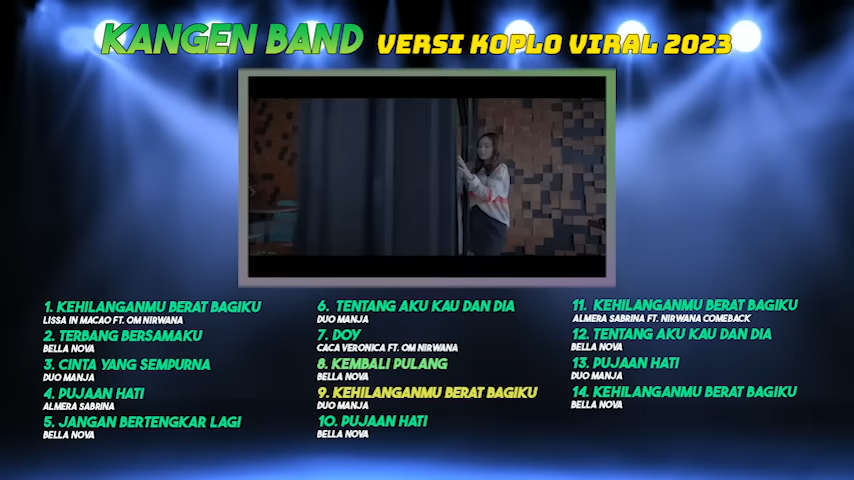 KANGEN BAND VERSI KOPLO VIRAL 2023
1. KEHILANGANMU BERAT BAGIKU
LISSA IN MACAO FT. OM NIRWANA
2. TERBANG BERSAMAKU
BELLA NOVA
3. CINTA YANG SEMPURNA
DUO MANJA
4. PUJAAN HATI
ALMERA SABRINA
5. JANGAN BERTENGKAR LAGI
BELLA NOVA
6. TENTANG AKU KAU DAN DIA
DUO MANJA
7. DOY
CACA VERONICA FT. OM NIRWANA
8. KEMBALI PULANG
BELLA NOVA
9. KEHILANGANMU BERAT BAGIKU
DUO MANJA
10. PUJAAN HATI
BELLA NOVA
11. KEHILANGANMU BERAT BAGIKU
ALMERA SABRINA FT. NIRWANA COMEBACK
12. TENTANG AKU KAU DAN DIA
BELLA NOVA
13. PUJAAN HATI
DUO MANJA
14. KEHILANGANMU BERAT BAGIKU
BELLA NOVA